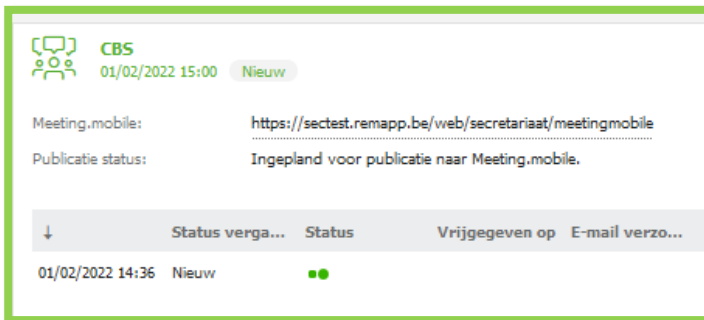 CBS
01/02/2022 15:00 Nieuw
Meeting.mobile: https://sectest.remapp.be/web/secretariaat/meetingmobile
Publicatie status: Ingepland voor publicatie naar Meeting.mobile.
↓ Status verga... Status Vrijgegeven op E-mail verzo...
01/02/2022 14:36 Nieuw